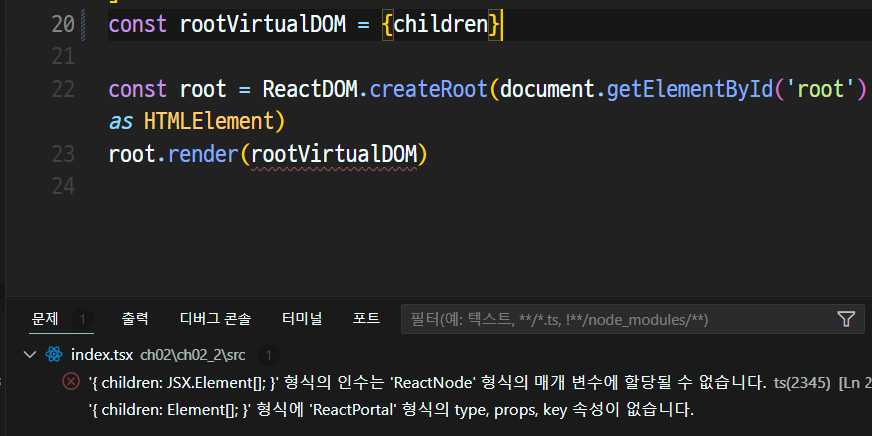 20 const rootVirtualDOM = {children}
21
22 const root = ReactDOM.createRoot(document.getElementById('root')
as HTMLElement)
23 root.render(rootVirtualDOM)
24
문제 1 출력 디버그 콘솔 터미널 포트 필터(예: 텍스트, **/*.ts, !**/node_modules/**)
index.tsx ch02\ch02_2\src 1
'{ children: JSX.Element[]; }' 형식의 인수는 'ReactNode' 형식의 매개 변수에 할당될 수 없습니다. ts(2345) [Ln 2
'{ children: Element[]; }' 형식에 'ReactPortal' 형식의 type, props, key 속성이 없습니다.